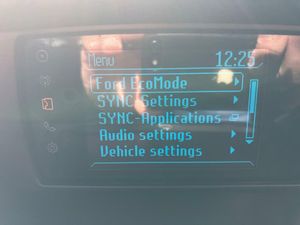 Menu 12:25
Ford EcoMode
SYNC-Settings
SYNC-Applications
Audio settings
Vehicle settings